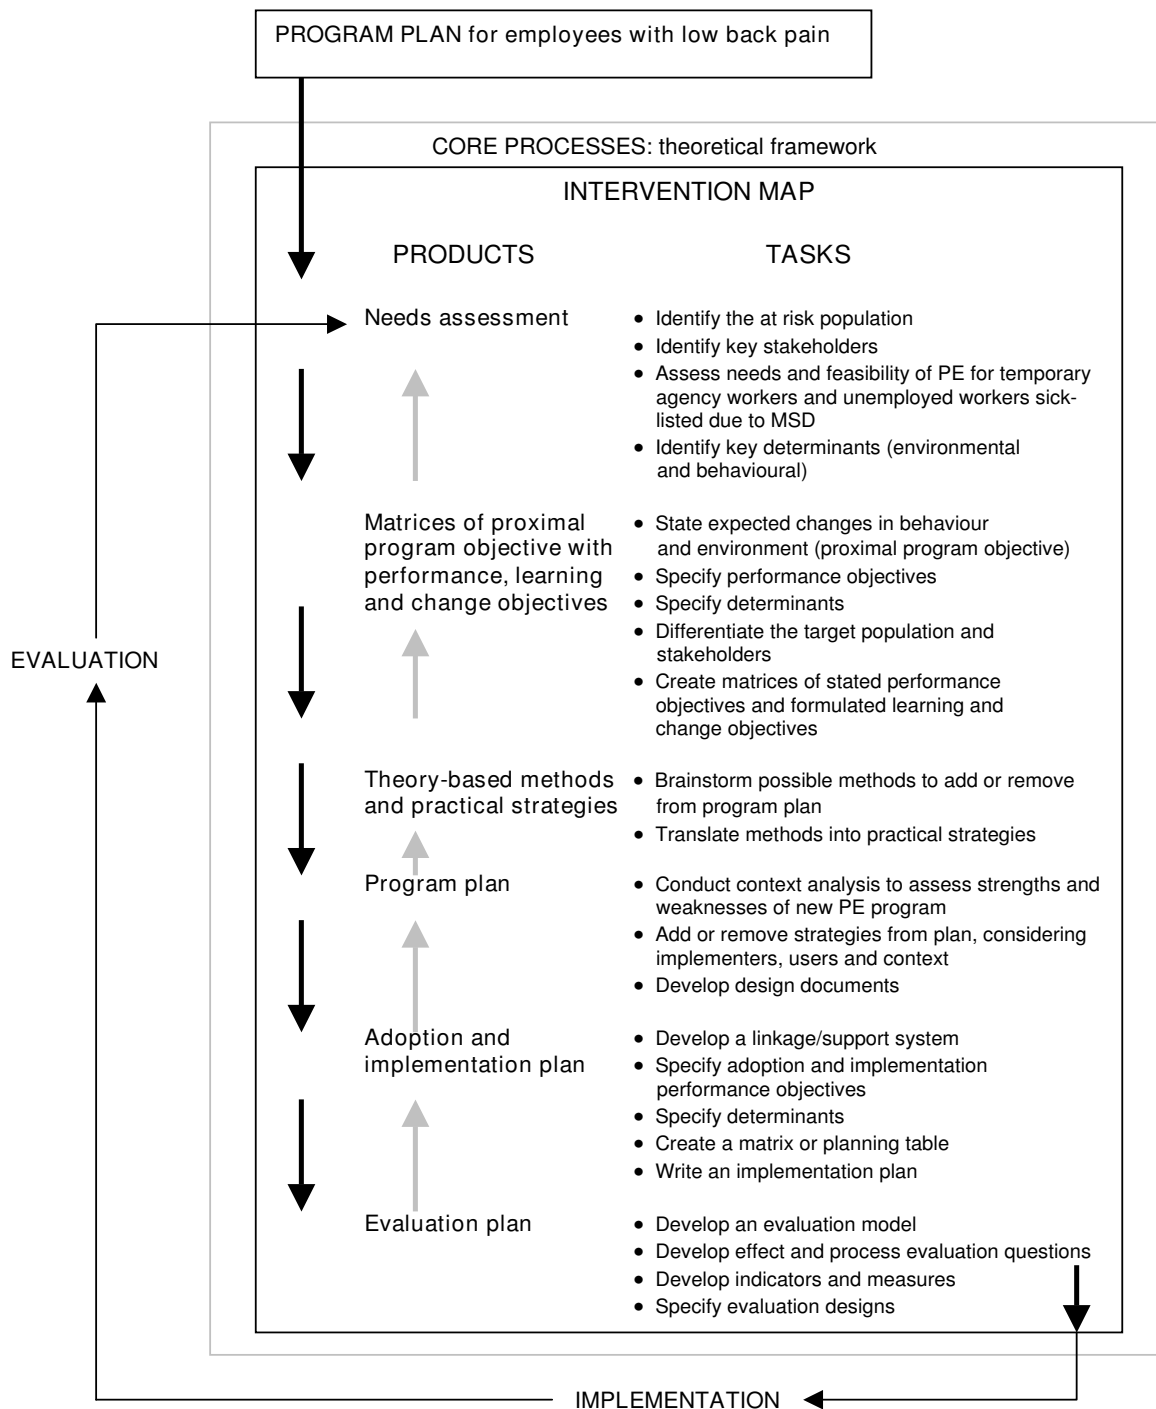 PROGRAM PLAN for employees with low back pain
CORE PROCESSES: theoretical framework
INTERVENTION MAP
PRODUCTS
TASKS
Needs assessment
• Identify the at risk population
• Identify key stakeholders
• Assess needs and feasibility of PE for temporary
agency workers and unemployed workers sick-
listed due to MSD
• Identify key determinants (environmental
and behavioural)
Matrices of proximal
program objective with
performance, learning
and change objectives
• State expected changes in behaviour
and environment (proximal program objective)
• Specify performance objectives
• Specify determinants
• Differentiate the target population and
stakeholders
• Create matrices of stated performance
objectives and formulated learning and
change objectives
EVALUATION
Theory-based methods
and practical strategies
• Brainstorm possible methods to add or remove
from program plan
• Translate methods into practical strategies
Program plan
• Conduct context analysis to assess strengths and
weaknesses of new PE program
• Add or remove strategies from plan, considering
implementers, users and context
• Develop design documents
Adoption and
implementation plan
• Develop a linkage/support system
• Specify adoption and implementation
performance objectives
• Specify determinants
• Create a matrix or planning table
• Write an implementation plan
Evaluation plan
• Develop an evaluation model
• Develop effect and process evaluation questions
• Develop indicators and measures
• Specify evaluation designs
IMPLEMENTATION